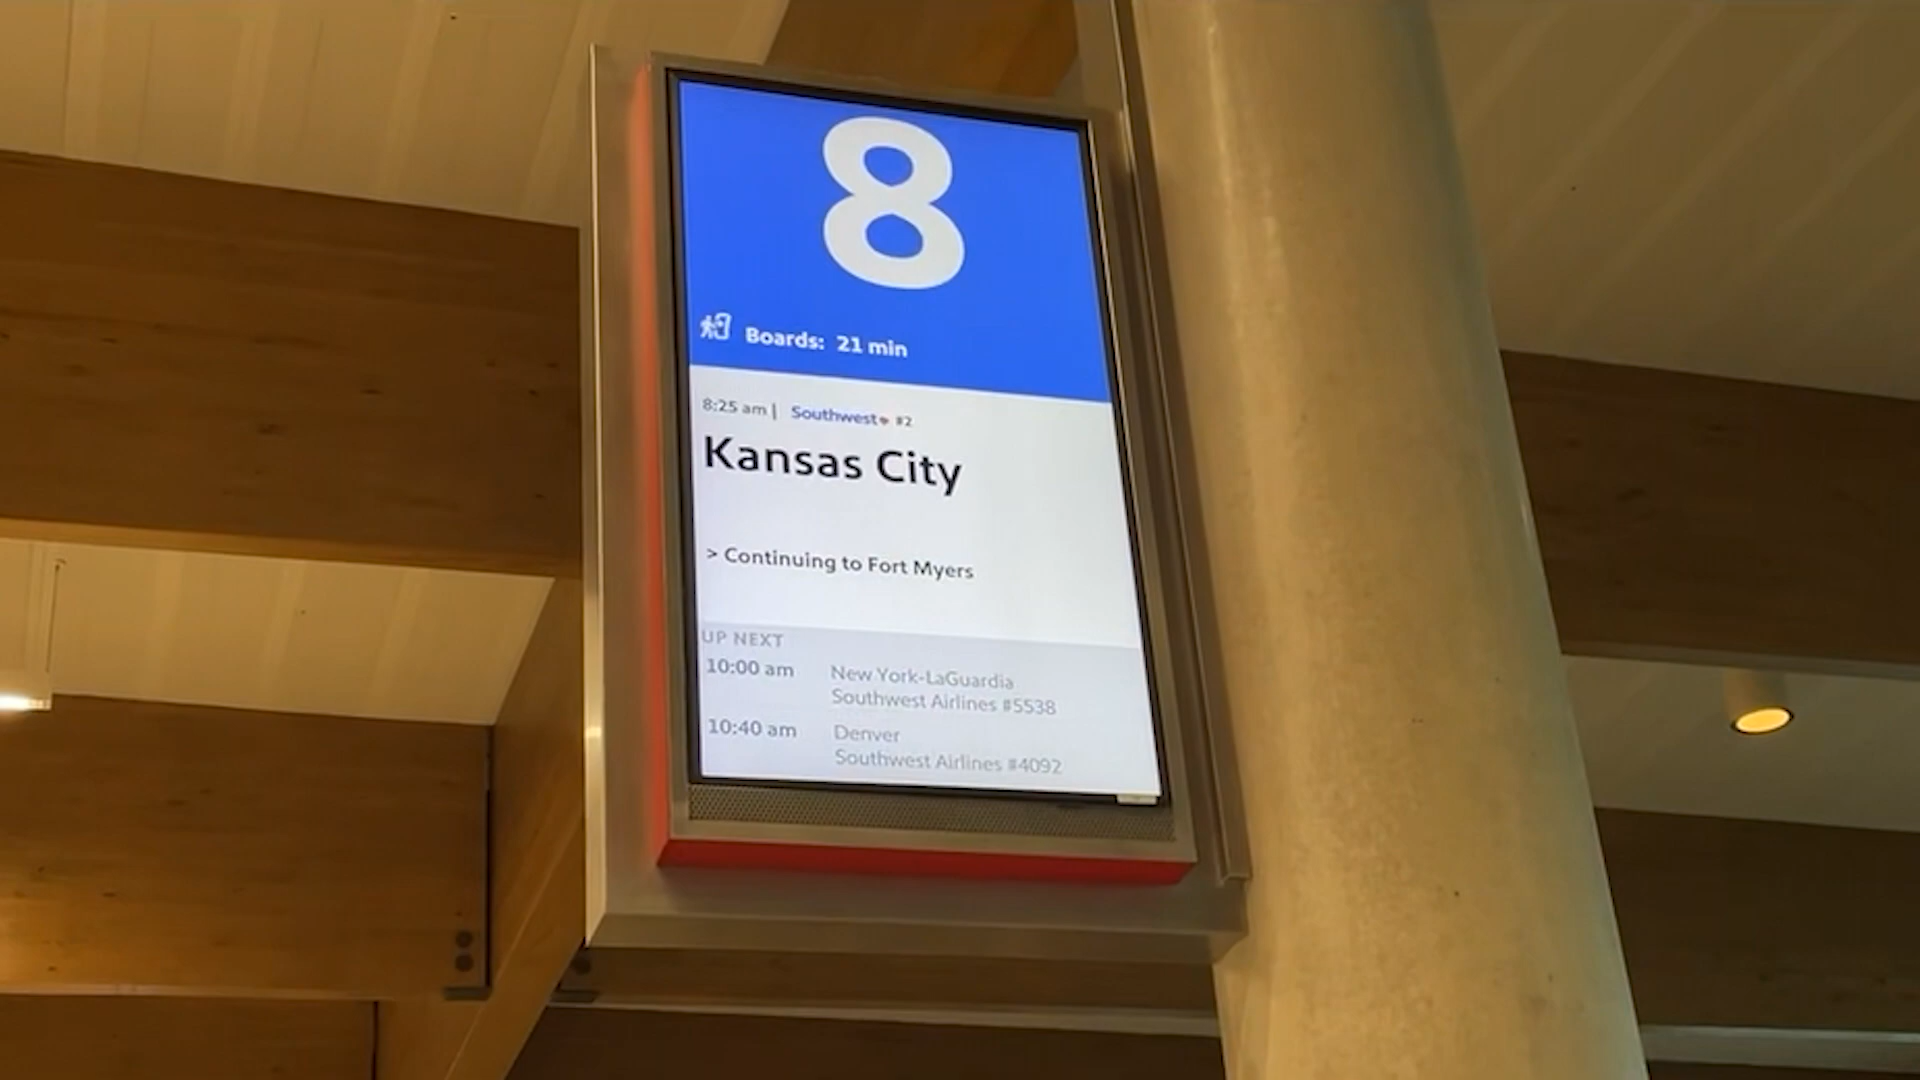 8
Boards: 21 min
8:25 am | Southwest #2
Kansas City
> Continuing to Fort Myers
UP NEXT
10:00 am New York-LaGuardia
Southwest Airlines #5538
10:40 am Denver
Southwest Airlines #4092